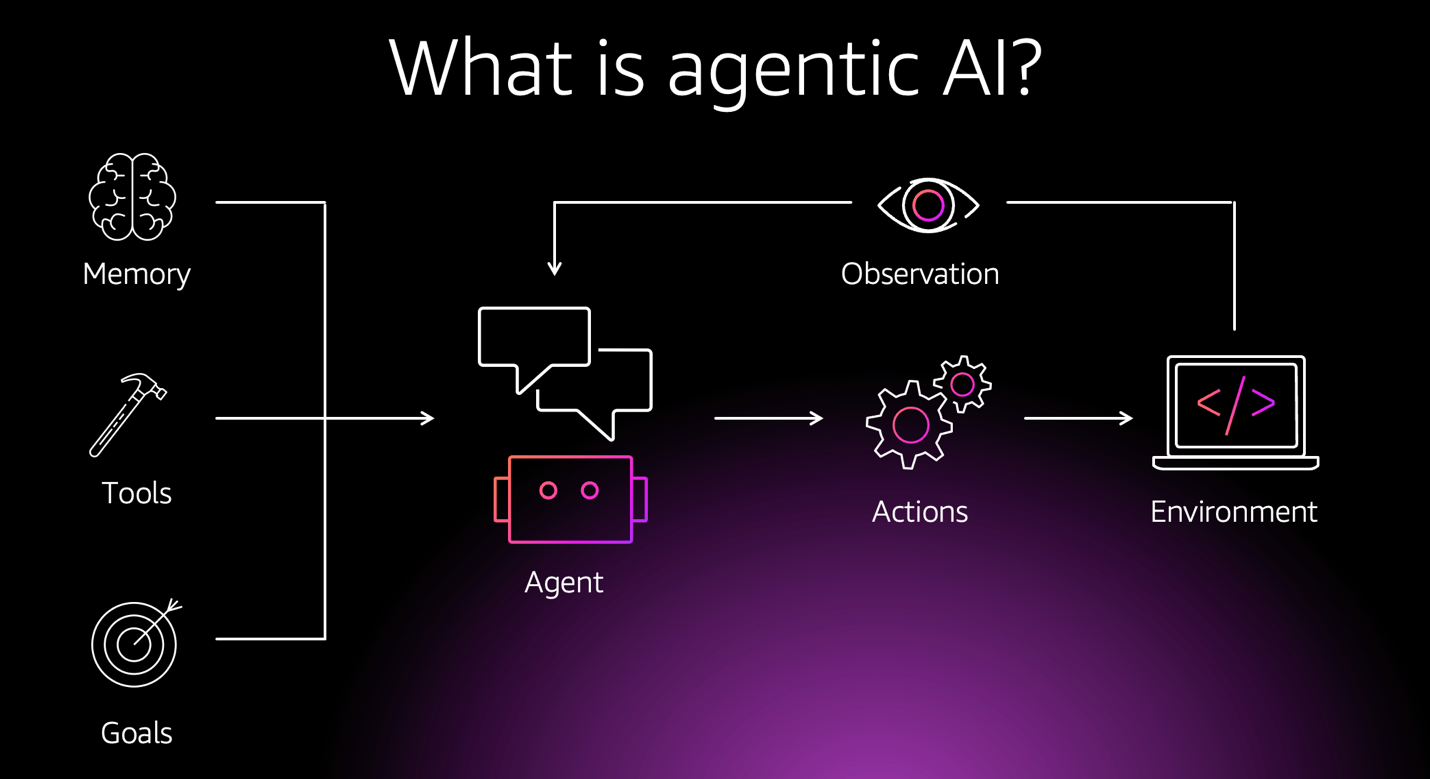 What is agentic AI?
Memory
Observation
Tools
</>
Actions
Environment
Agent
Goals